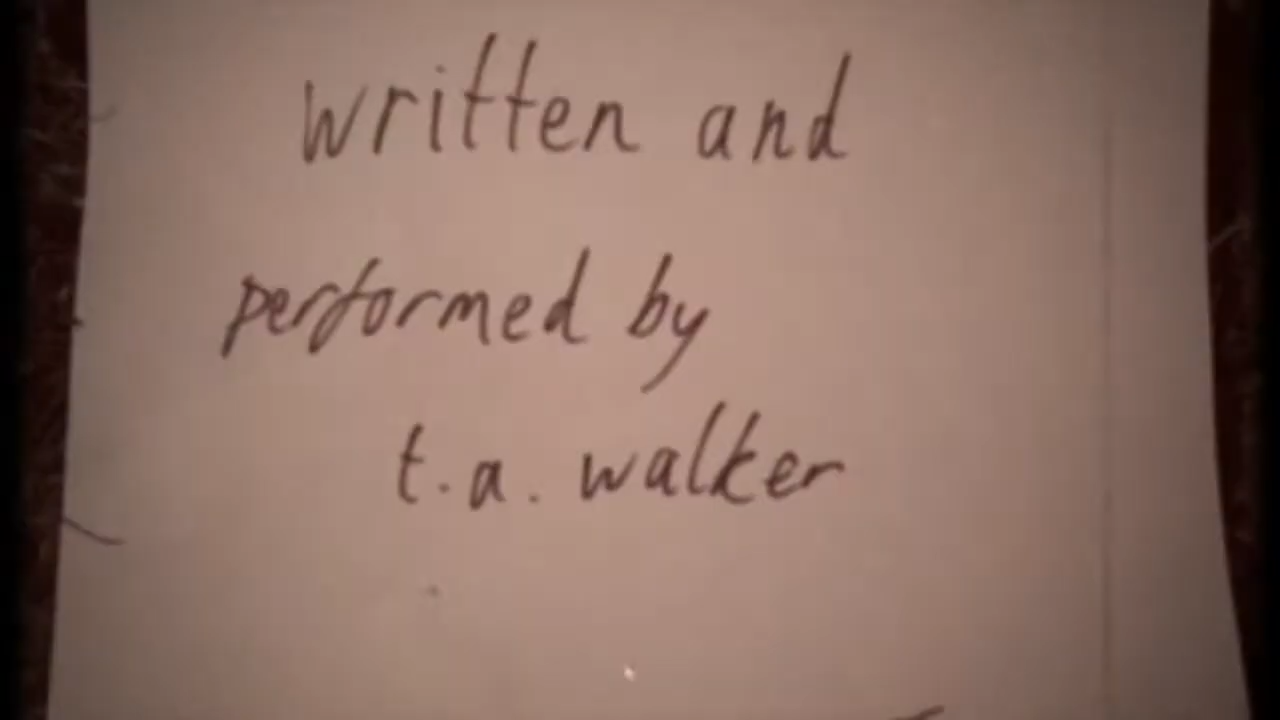 written and
performed by
t.a. walker